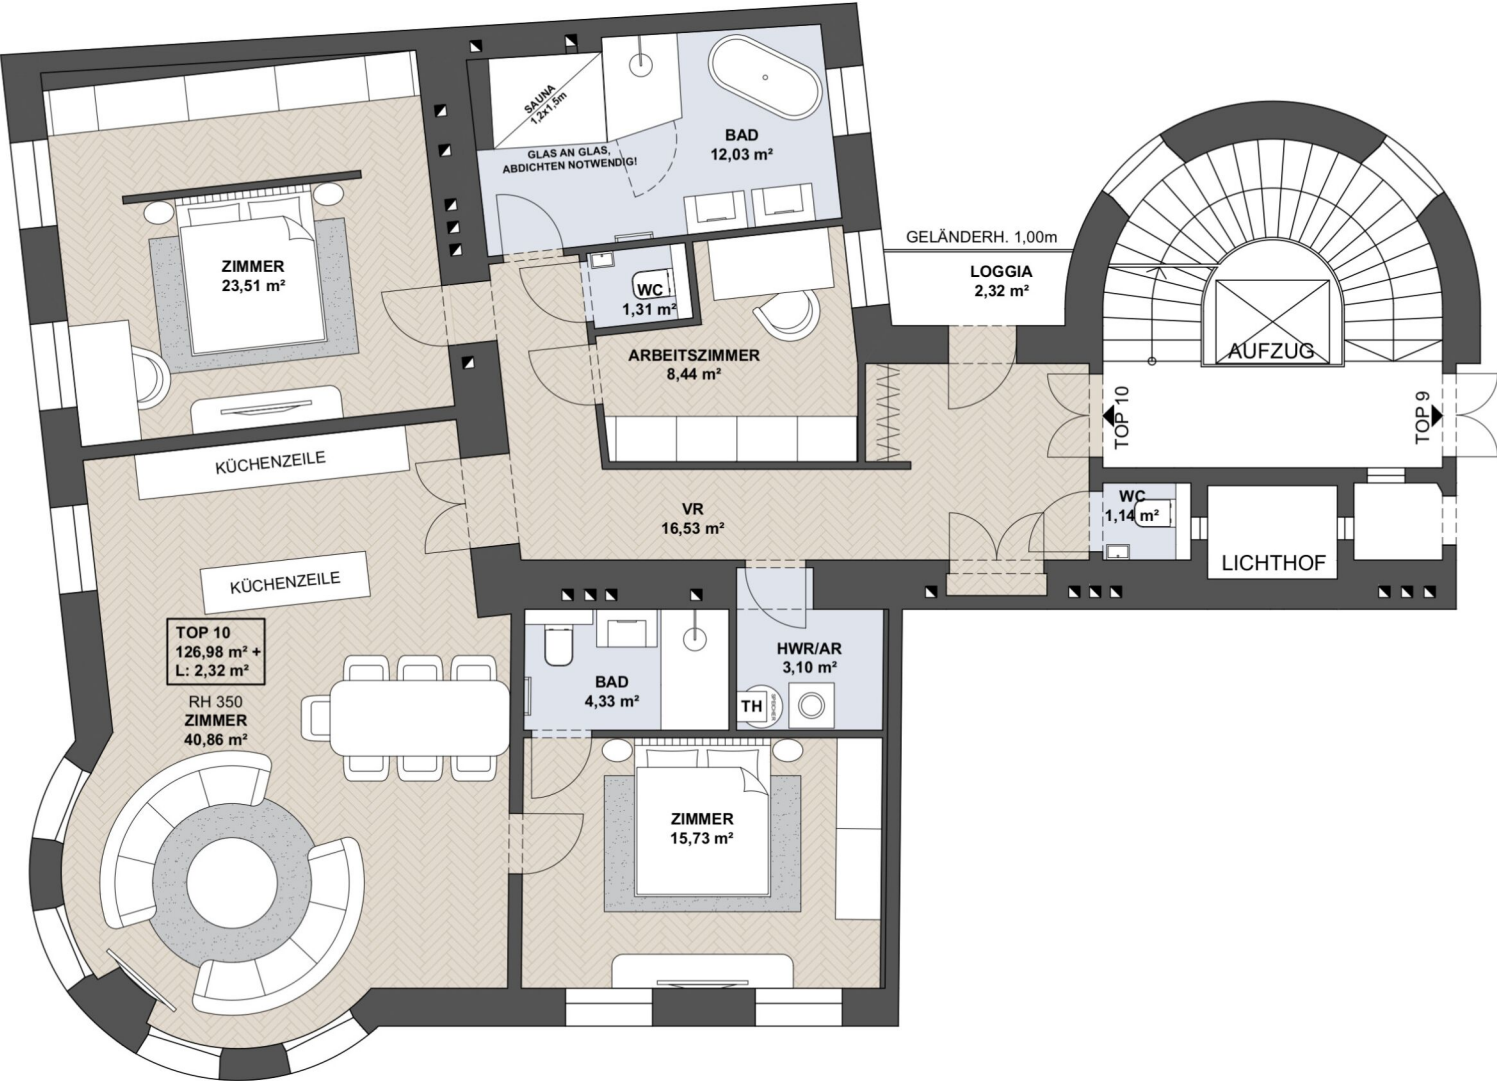 SAUNA
1,2x1,5m
GLAS AN GLAS,
ABDICHTEN NOTWENDIG!
BAD
12,03 m²
GELÄNDERH. 1,00m
LOGGIA
2,32 m²
ZIMMER
23,51 m²
WC
1,31 m²
ARBEITSZIMMER
8,44 m²
AUFZUG
TOP 10
TOP 9
KÜCHENZEILE
VR
16,53 m²
WC
1,14 m²
LICHTHOF
KÜCHENZEILE
TOP 10
126,98 m² +
L: 2,32 m²
RH 350
ZIMMER
40,86 m²
BAD
4,33 m²
HWR/AR
3,10 m²
TH
SPEICHER
ZIMMER
15,73 m²